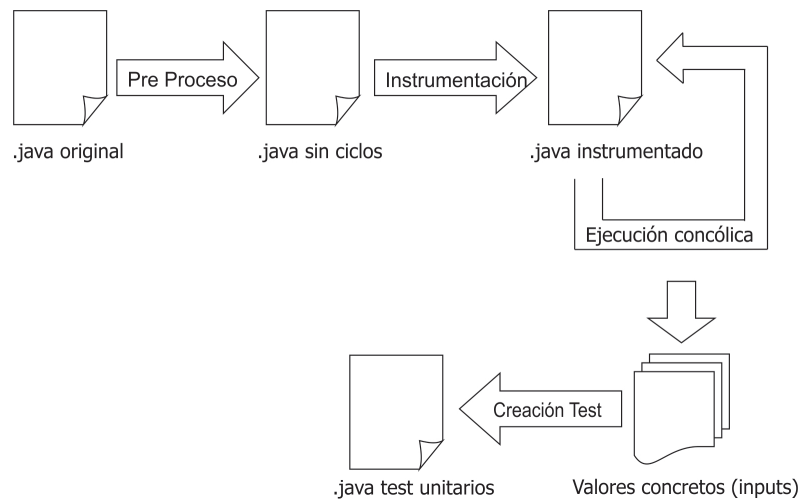 Pre Proceso
Instrumentación
.java original
.java sin ciclos
.java instrumentado
Ejecución concólica
Creación Test
.java test unitarios
Valores concretos (inputs)